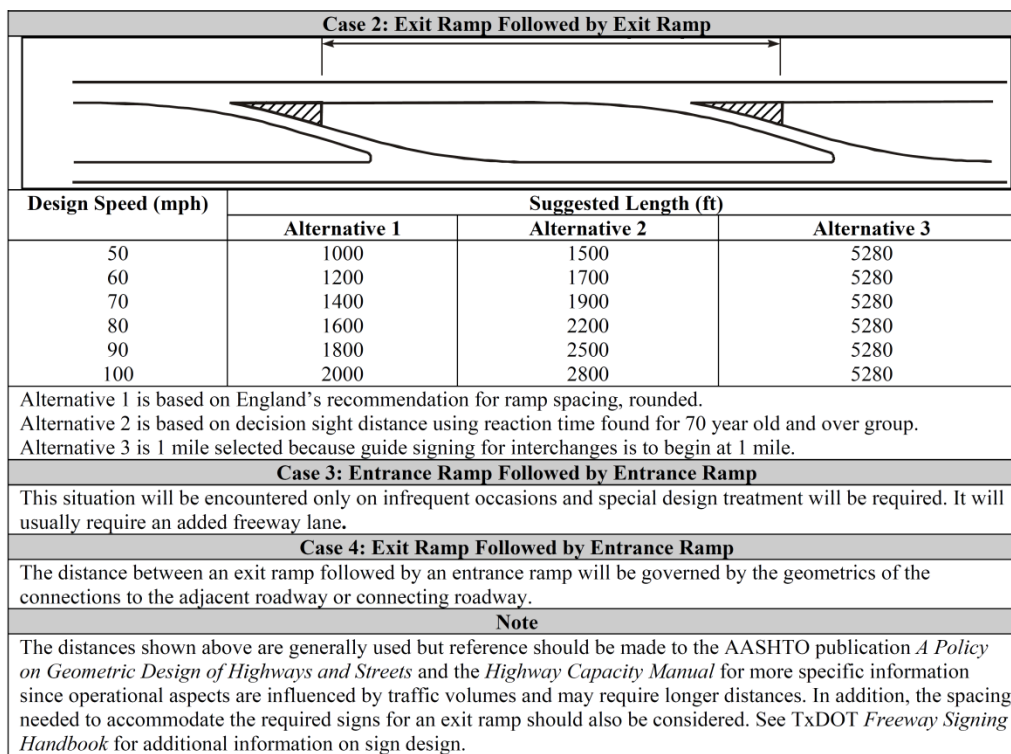 Case 2: Exit Ramp Followed by Exit Ramp
Design Speed (mph) Suggested Length (ft)
Alternative 1 Alternative 2 Alternative 3
50 1000 1500 5280
60 1200 1700 5280
70 1400 1900 5280
80 1600 2200 5280
90 1800 2500 5280
100 2000 2800 5280
Alternative 1 is based on England's recommendation for ramp spacing, rounded.
Alternative 2 is based on decision sight distance using reaction time found for 70 year old and over group.
Alternative 3 is 1 mile selected because guide signing for interchanges is to begin at 1 mile.
Case 3: Entrance Ramp Followed by Entrance Ramp
This situation will be encountered only on infrequent occasions and special design treatment will be required. It will
usually require an added freeway lane.
Case 4: Exit Ramp Followed by Entrance Ramp
The distance between an exit ramp followed by an entrance ramp will be governed by the geometrics of the
connections to the adjacent roadway or connecting roadway.
Note
The distances shown above are generally used but reference should be made to the AASHTO publication A Policy
on Geometric Design of Highways and Streets and the Highway Capacity Manual for more specific information
since operational aspects are influenced by traffic volumes and may require longer distances. In addition, the spacing
needed to accommodate the required signs for an exit ramp should also be considered. See TxDOT Freeway Signing
Handbook for additional information on sign design.